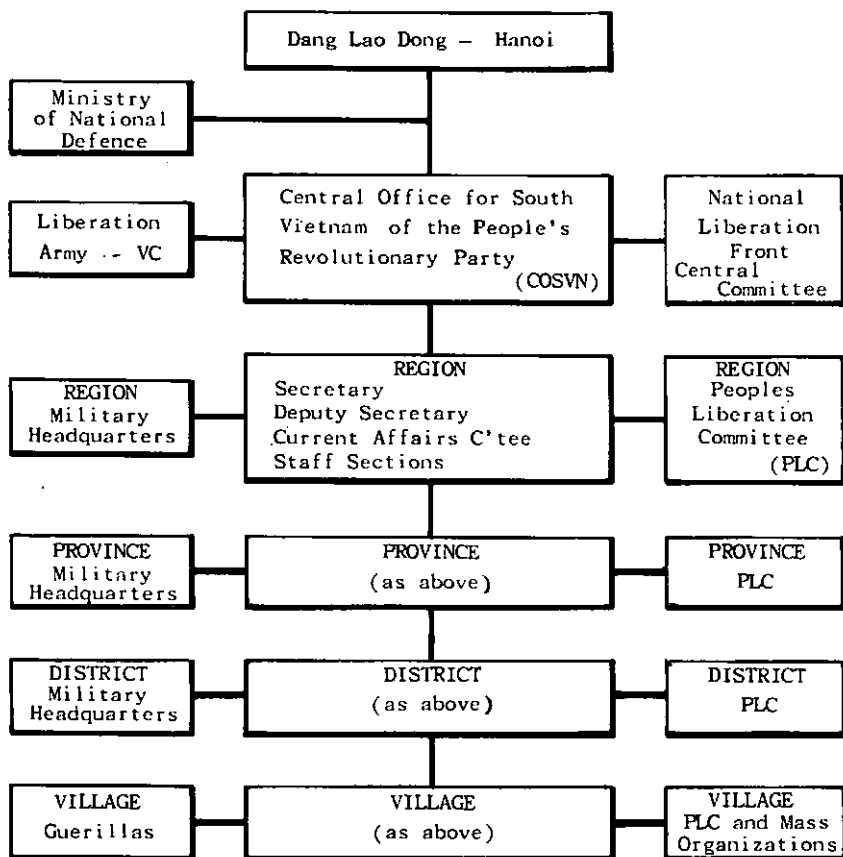 Dang Lao Dong - Hanoi
Ministry
of National
Defence
Liberation
Army -- VC
Central Office for South
Vietnam of the People's
Revolutionary Party
(COSVN)
National
Liberation
Front
Central
Committee
REGION
Military
Headquarters
REGION
Secretary
Deputy Secretary
Current Affairs C'tee
Staff Sections
REGION
Peoples
Liberation
Committee
(PLC)
PROVINCE
Military
Headquarters
PROVINCE
(as above)
PROVINCE
PLC
DISTRICT
Military
Headquarters
DISTRICT
(as above)
DISTRICT
PLC
VILLAGE
Guerillas
VILLAGE
(as above)
VILLAGE
PLC and Mass
Organizations